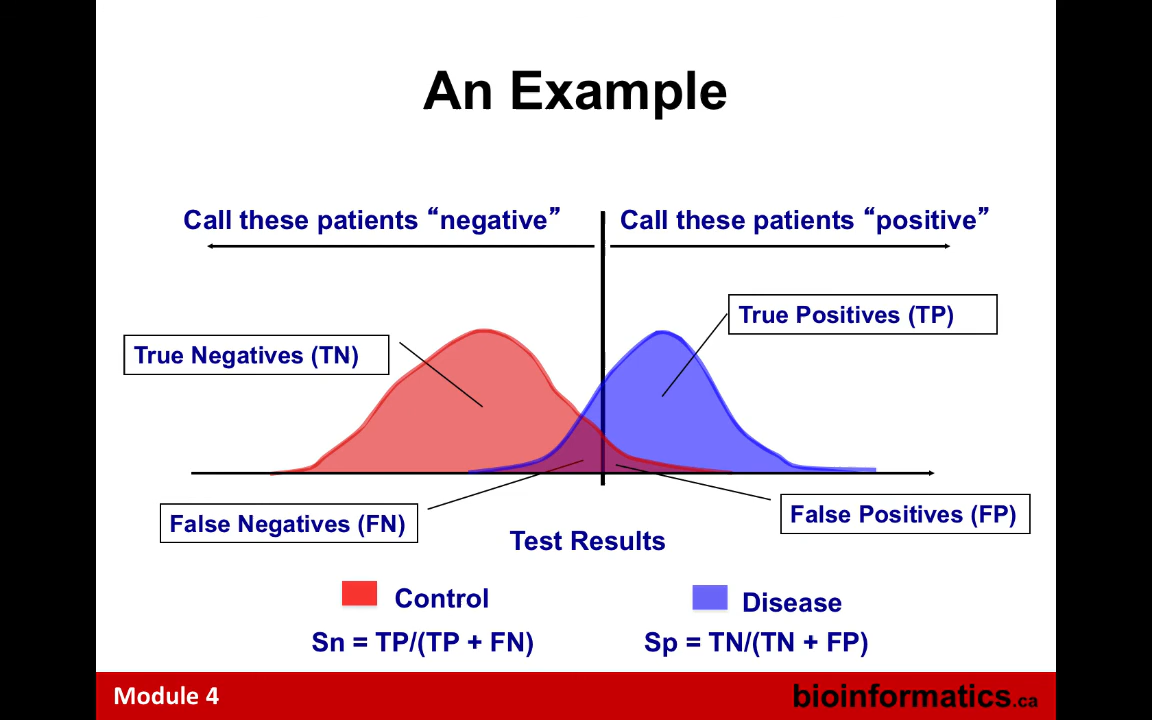 An Example
Call these patients “negative”
Call these patients “positive”
True Positives (TP)
True Negatives (TN)
False Negatives (FN)
False Positives (FP)
Test Results
Control
Disease
Sn = TP/(TP + FN)
Sp = TN/(TN + FP)
Module 4
bioinformatics.ca